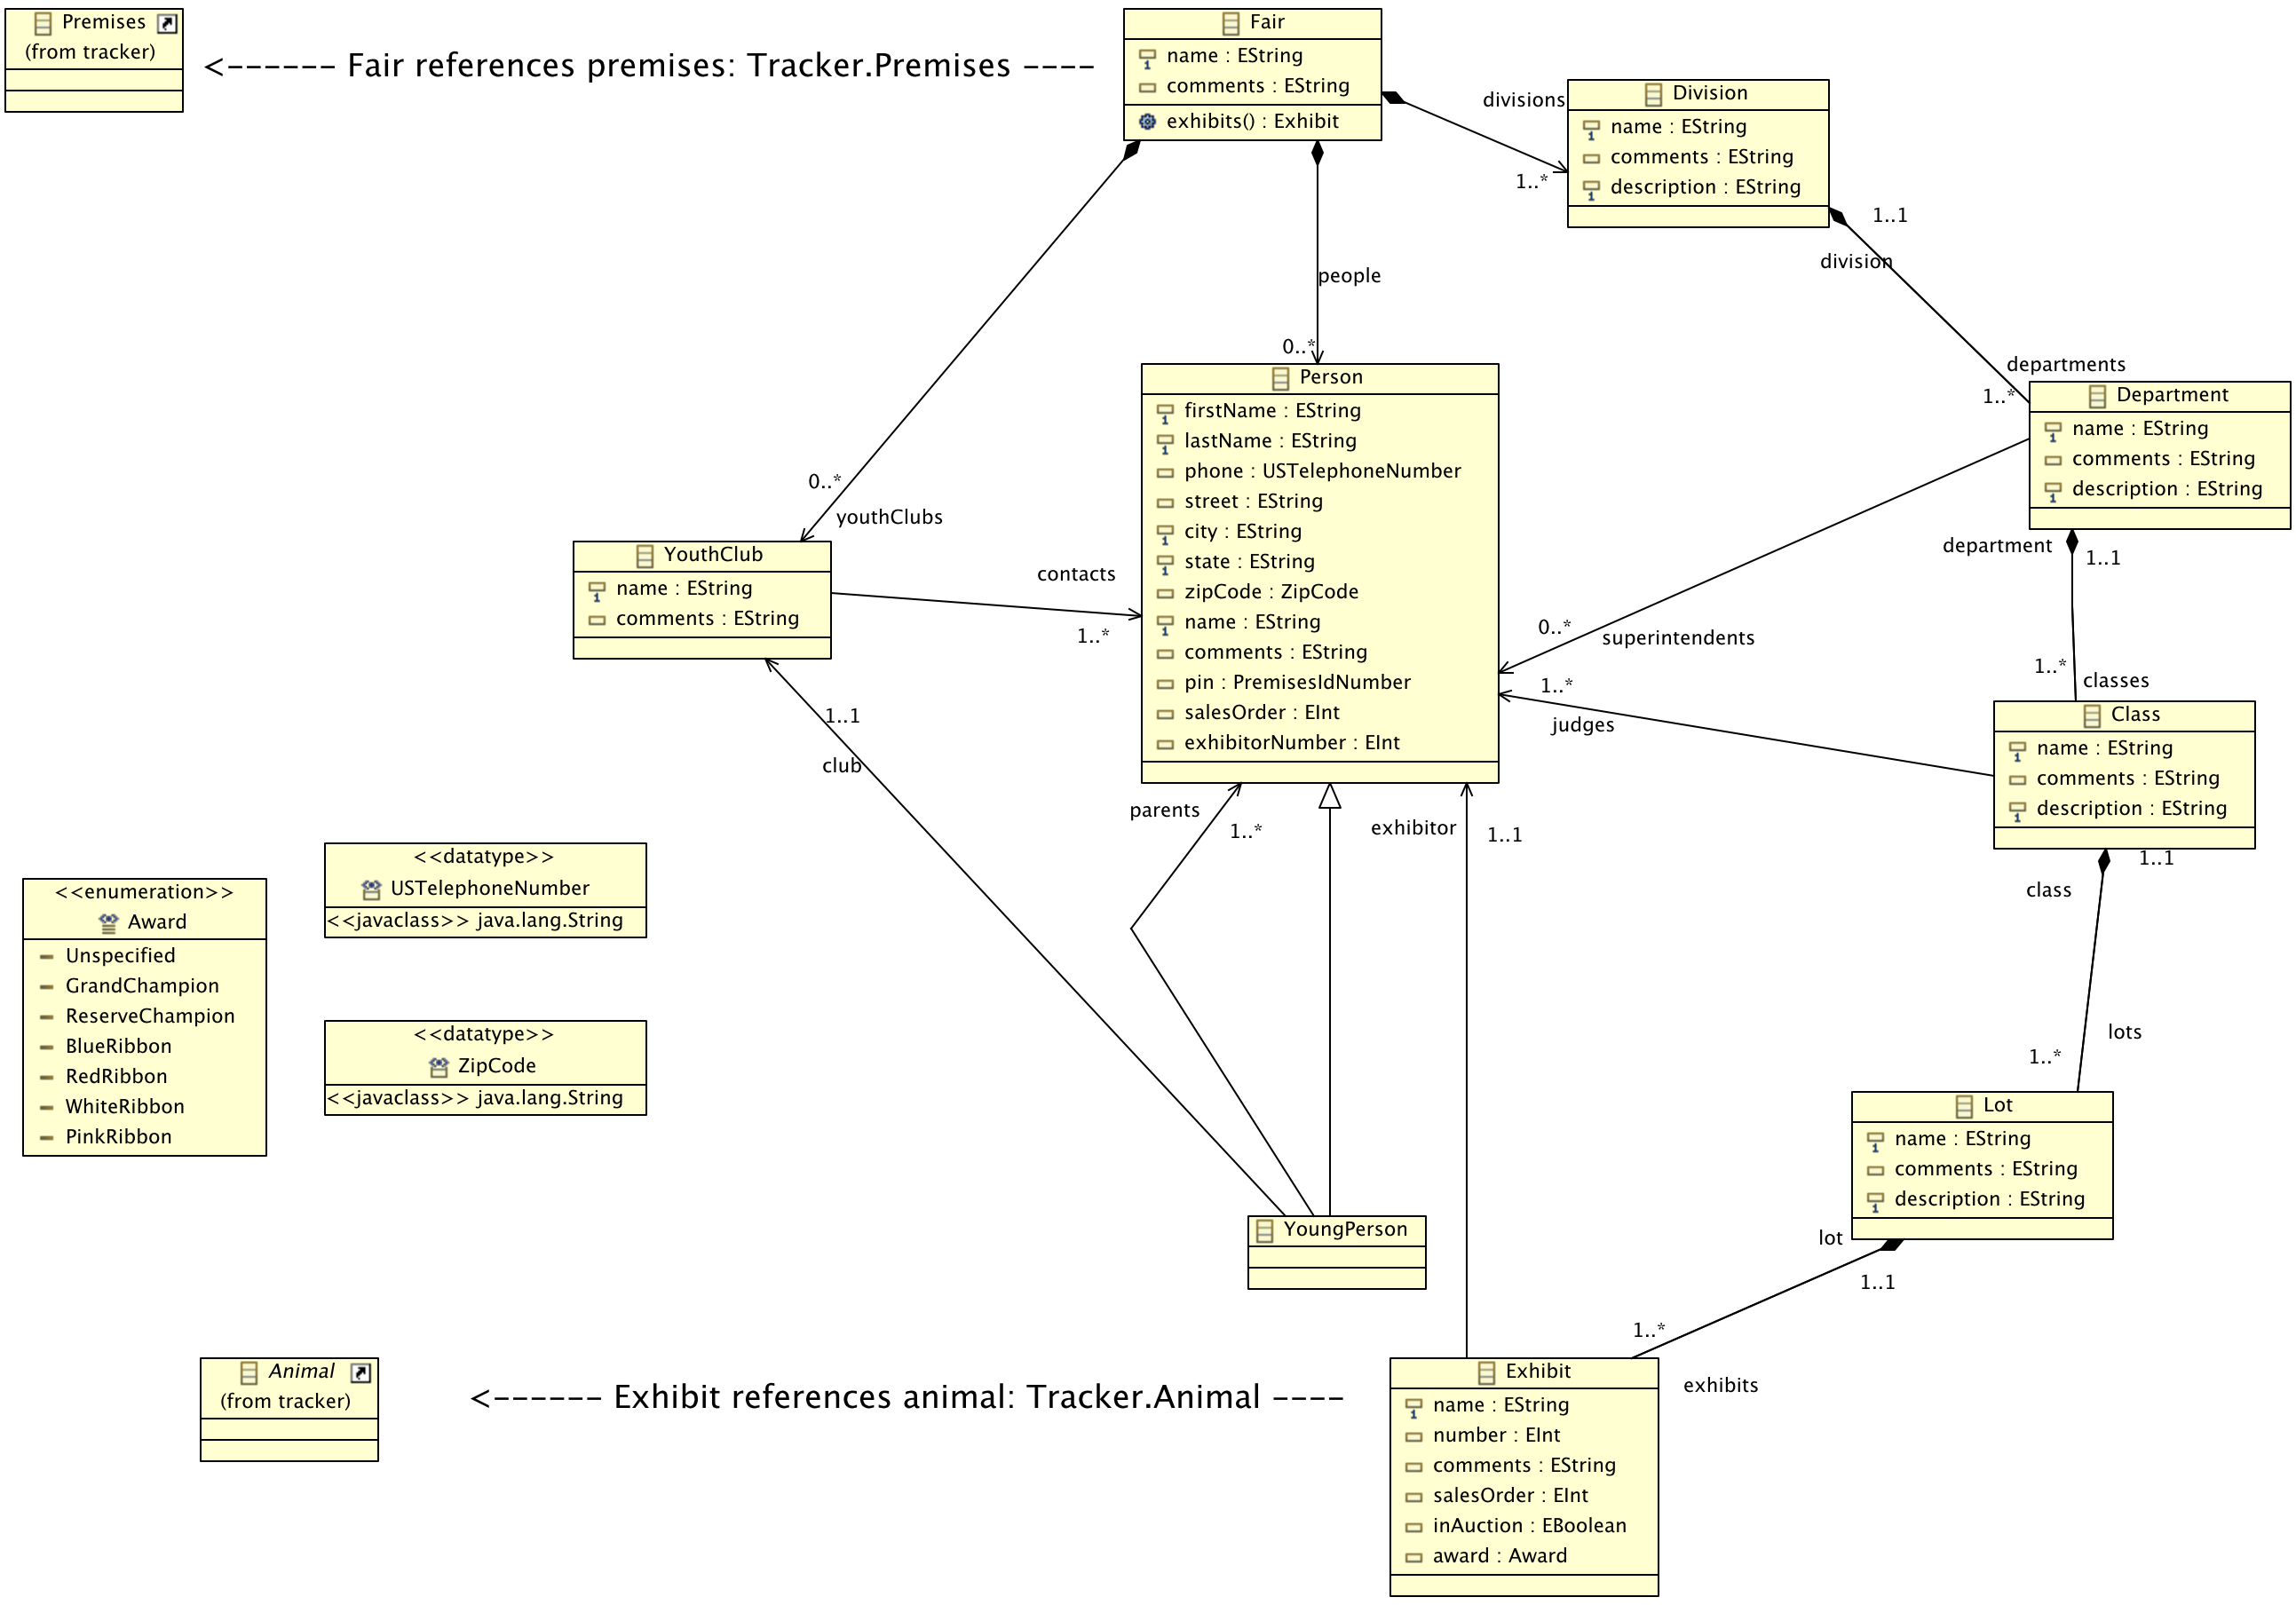 Premises
(from tracker)
<------ Fair references premises: Tracker.Premises ----
Fair
name : EString
comments : EString
exhibits() : Exhibit
divisions
1..*
Division
name : EString
comments : EString
description : EString
1..1
division
people
0..*
departments
1..*
Department
name : EString
comments : EString
description : EString
department
1..1
0..*
youthClubs
YouthClub
name : EString
comments : EString
contacts
1..*
Person
firstName : EString
lastName : EString
phone : USTelephoneNumber
street : EString
city : EString
state : EString
zipCode : ZipCode
name : EString
comments : EString
pin : PremisesIdNumber
salesOrder : EInt
exhibitorNumber : EInt
0..*
superintendents
1..*
judges
1..*
classes
Class
name : EString
comments : EString
description : EString
1..1
class
1..1
club
parents
1..*
exhibitor
1..1
<<enumeration>>
Award
Unspecified
GrandChampion
ReserveChampion
BlueRibbon
RedRibbon
WhiteRibbon
PinkRibbon
<<datatype>>
USTelephoneNumber
<<javaclass>> java.lang.String
<<datatype>>
ZipCode
<<javaclass>> java.lang.String
lots
1..*
Lot
name : EString
comments : EString
description : EString
lot
1..1
YoungPerson
1..*
exhibits
Animal
(from tracker)
<------ Exhibit references animal: Tracker.Animal ----
Exhibit
name : EString
number : EInt
comments : EString
salesOrder : EInt
inAuction : EBoolean
award : Award